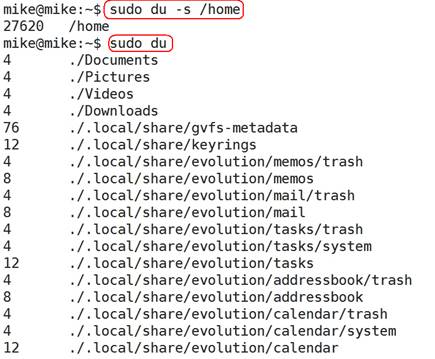 mike@mike:~$ sudo du -s /home
27620 /home
mike@mike:~$ sudo du
4 ./Documents
4 ./Pictures
4 ./Videos
4 ./Downloads
76 ./.local/share/gvfs-metadata
12 ./.local/share/keyrings
4 ./.local/share/evolution/memos/trash
8 ./.local/share/evolution/memos
4 ./.local/share/evolution/mail/trash
8 ./.local/share/evolution/mail
4 ./.local/share/evolution/tasks/trash
4 ./.local/share/evolution/tasks/system
12 ./.local/share/evolution/tasks
4 ./.local/share/evolution/addressbook/trash
8 ./.local/share/evolution/addressbook
4 ./.local/share/evolution/calendar/trash
4 ./.local/share/evolution/calendar/system
12 ./.local/share/evolution/calendar